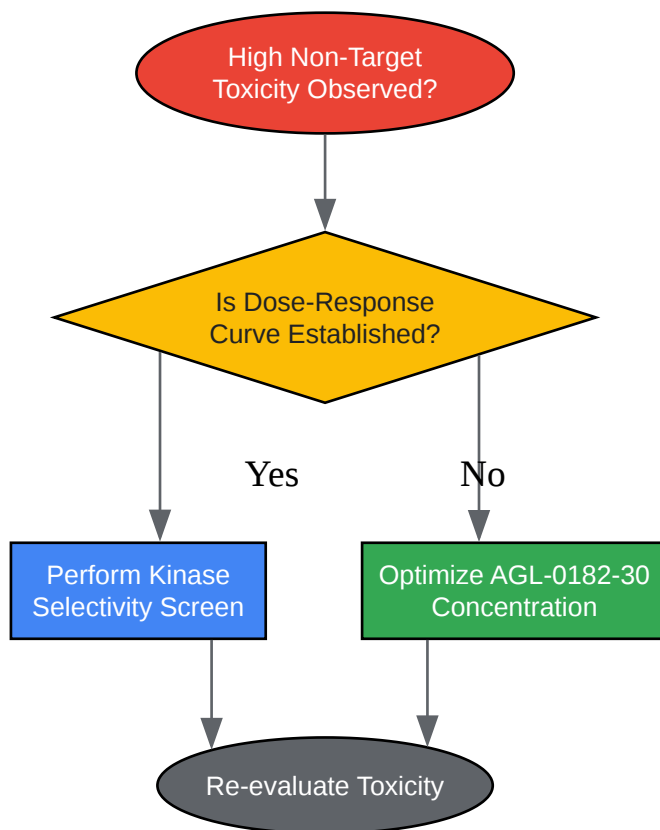 High Non-Target
Toxicity Observed?
Is Dose-Response
Curve Established?
Yes
No
Perform Kinase
Selectivity Screen
Optimize AGL-0182-30
Concentration
Re-evaluate Toxicity